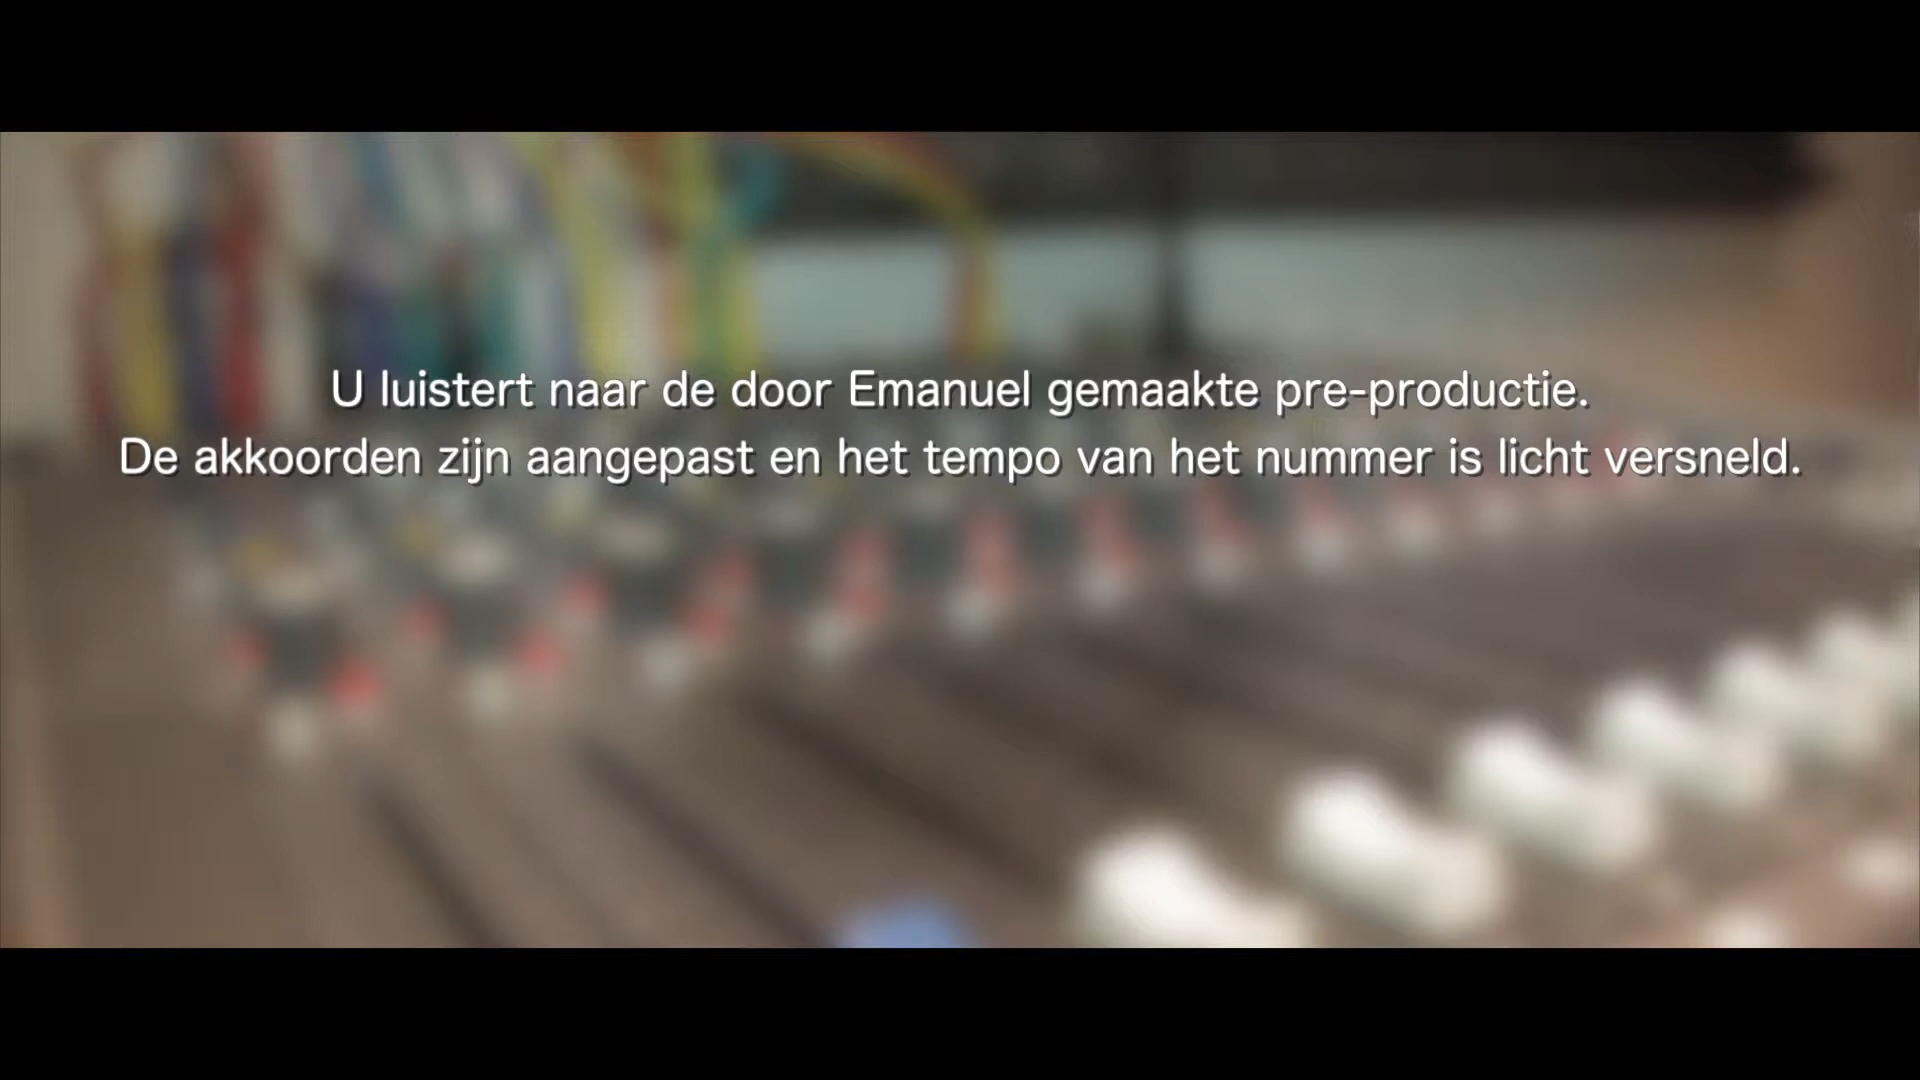 U luistert naar de door Emanuel gemaakte pre-productie.
De akkoorden zijn aangepast en het tempo van het nummer is licht versneld.